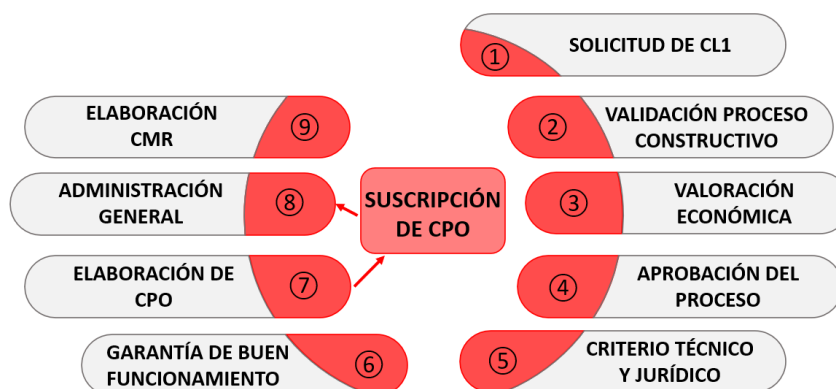 ① SOLICITUD DE CL1
② VALIDACIÓN PROCESO
CONSTRUCTIVO
③ VALORACIÓN
ECONÓMICA
④ APROBACIÓN DEL
PROCESO
⑤ CRITERIO TÉCNICO
Y JURÍDICO
⑥ GARANTÍA DE BUEN
FUNCIONAMIENTO
⑦ ELABORACIÓN DE
CPO
SUSCRIPCIÓN
DE CPO
⑧ ADMINISTRACIÓN
GENERAL
⑨ ELABORACIÓN
CMR